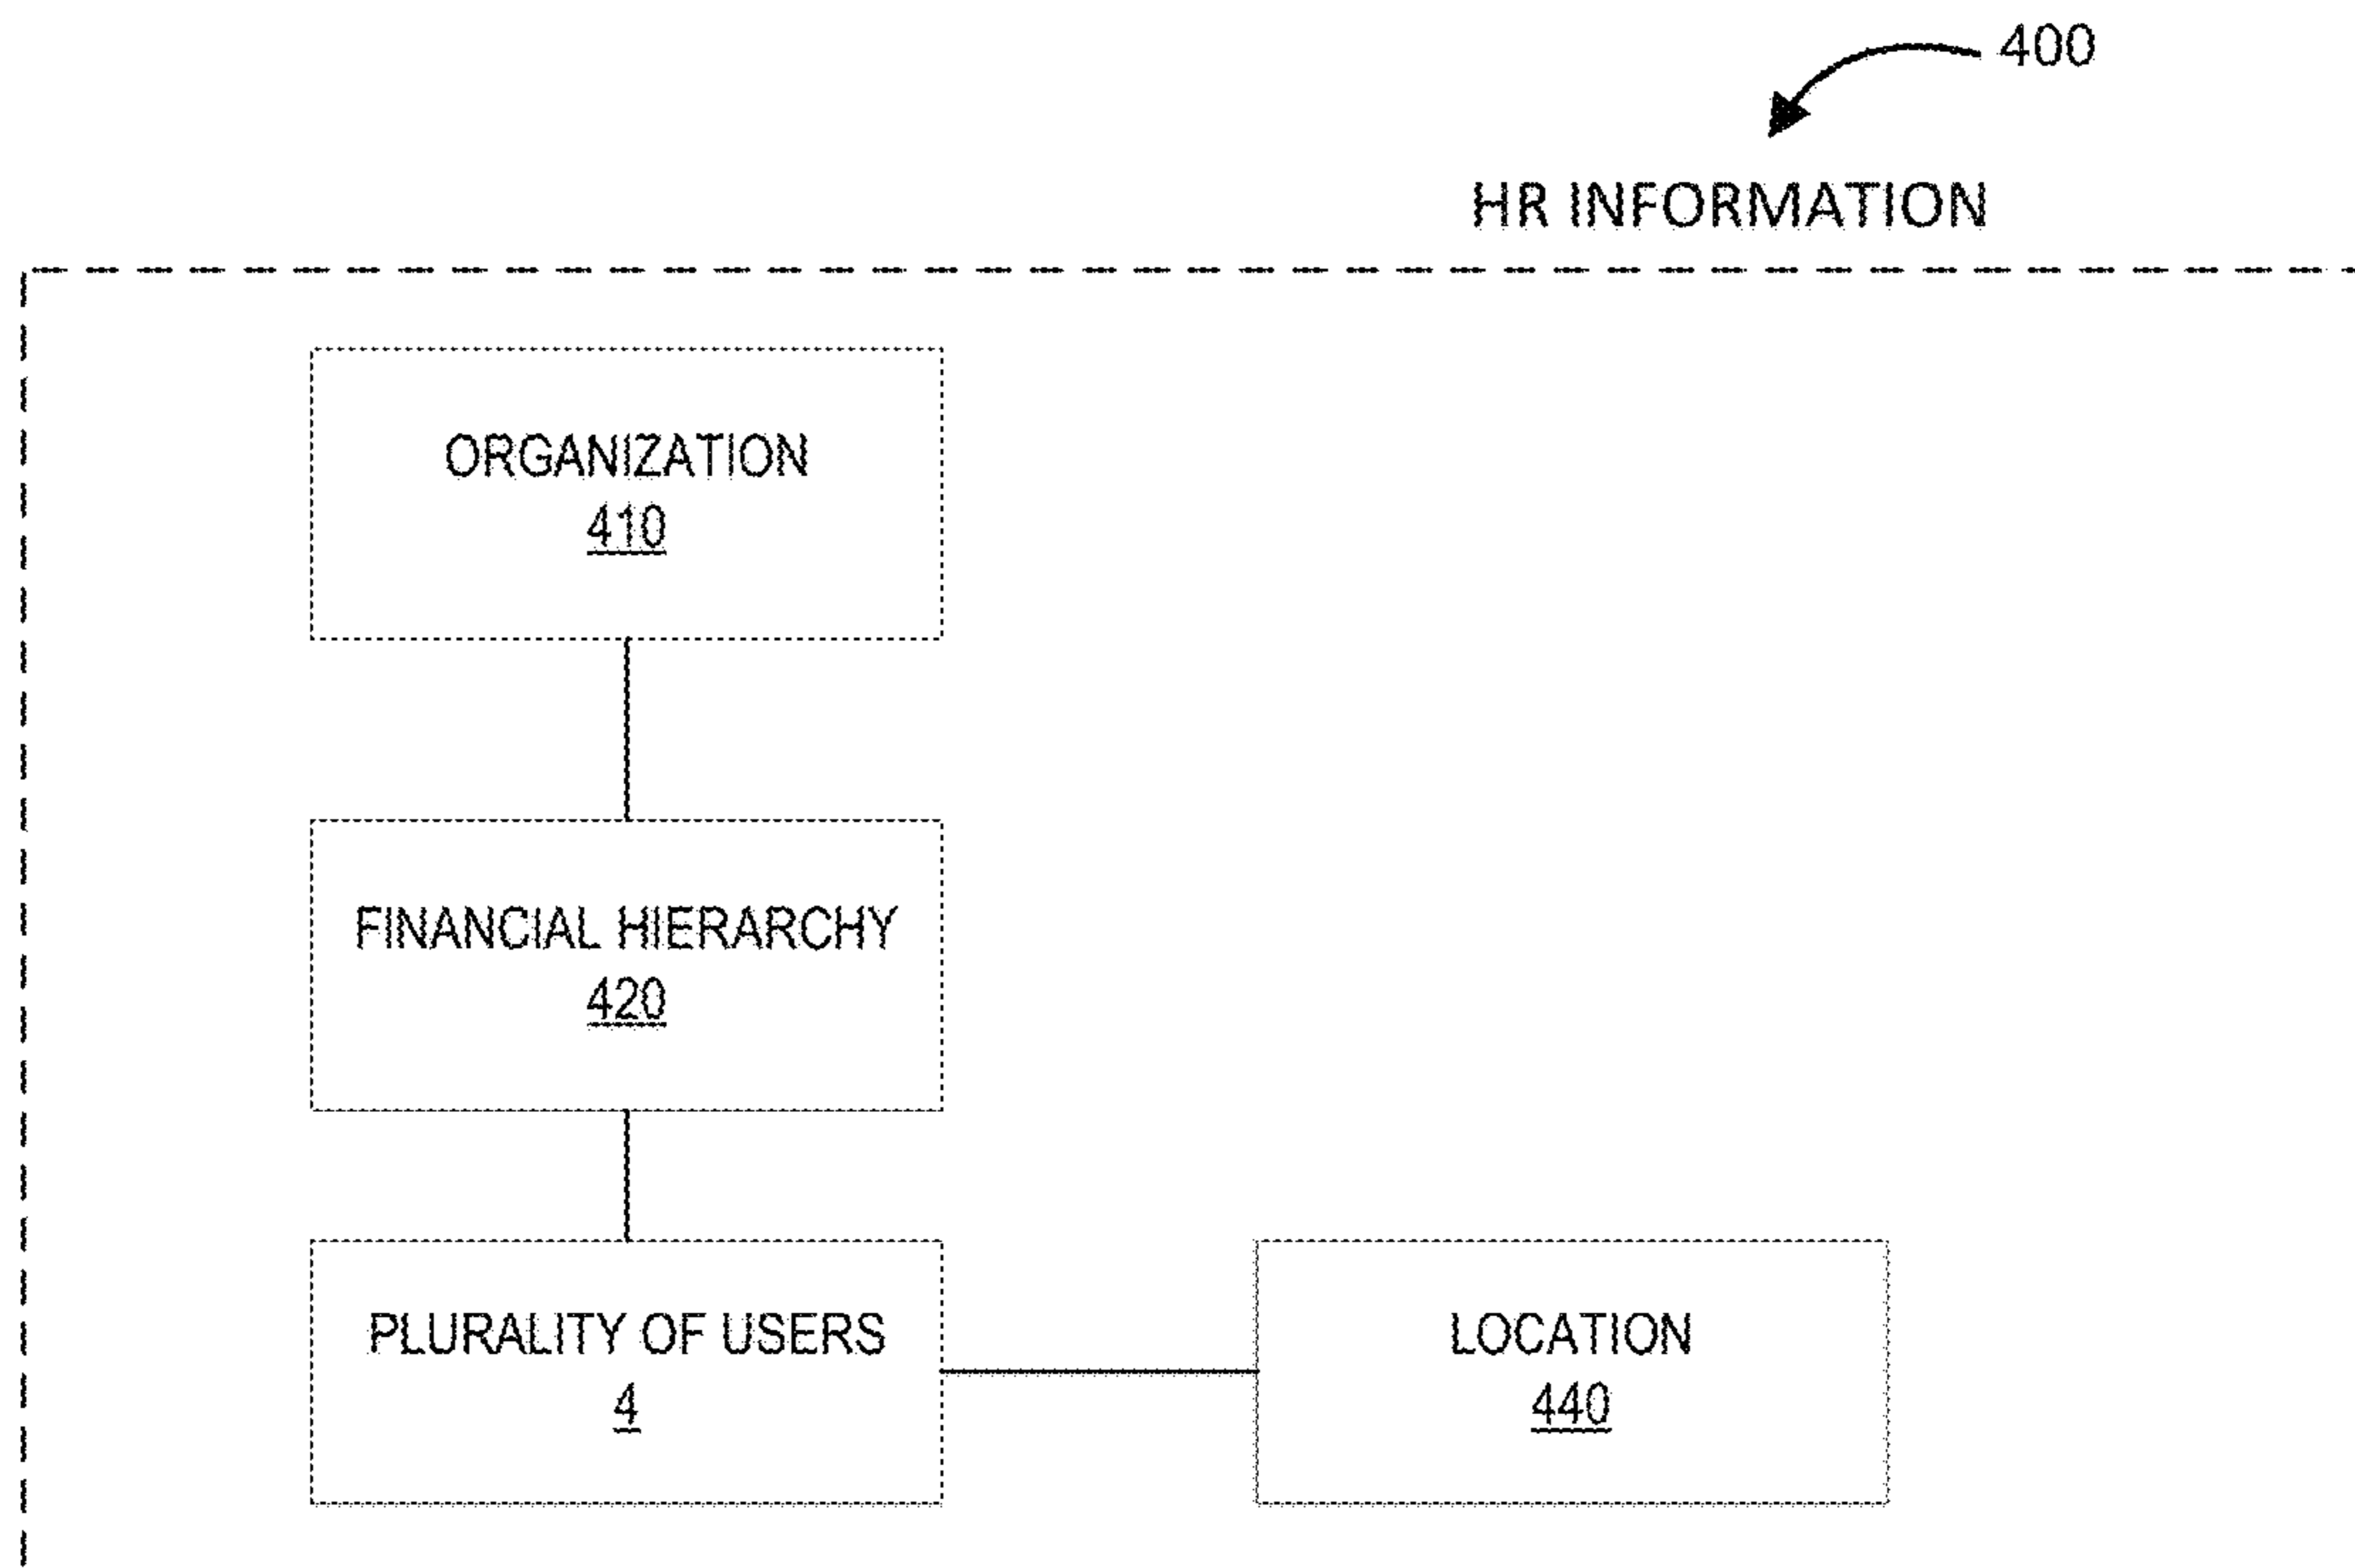 400
HR INFORMATION
ORGANIZATION
410
FINANCIAL HIERARCHY
420
PLURALITY OF USERS
4
LOCATION
440